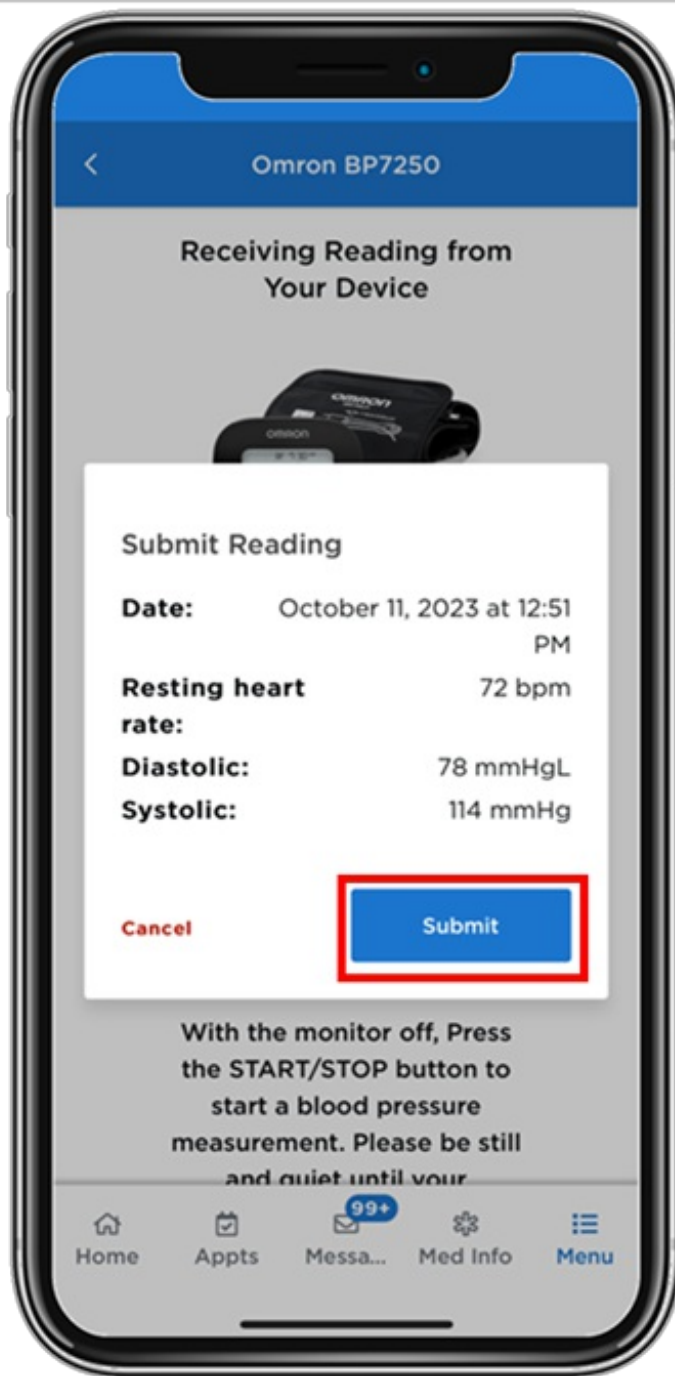 Omron BP7250
Receiving Reading from
Your Device
OMRON
OMRON
Submit Reading
Date: October 11, 2023 at 12:51
PM
Resting heart 72 bpm
rate:
Diastolic: 78 mmHgL
Systolic: 114 mmHg
Cancel Submit
With the monitor off, Press
the START/STOP button to
start a blood pressure
measurement. Please be still
and quiet until your
99+
Home Appts Messa... Med Info Menu